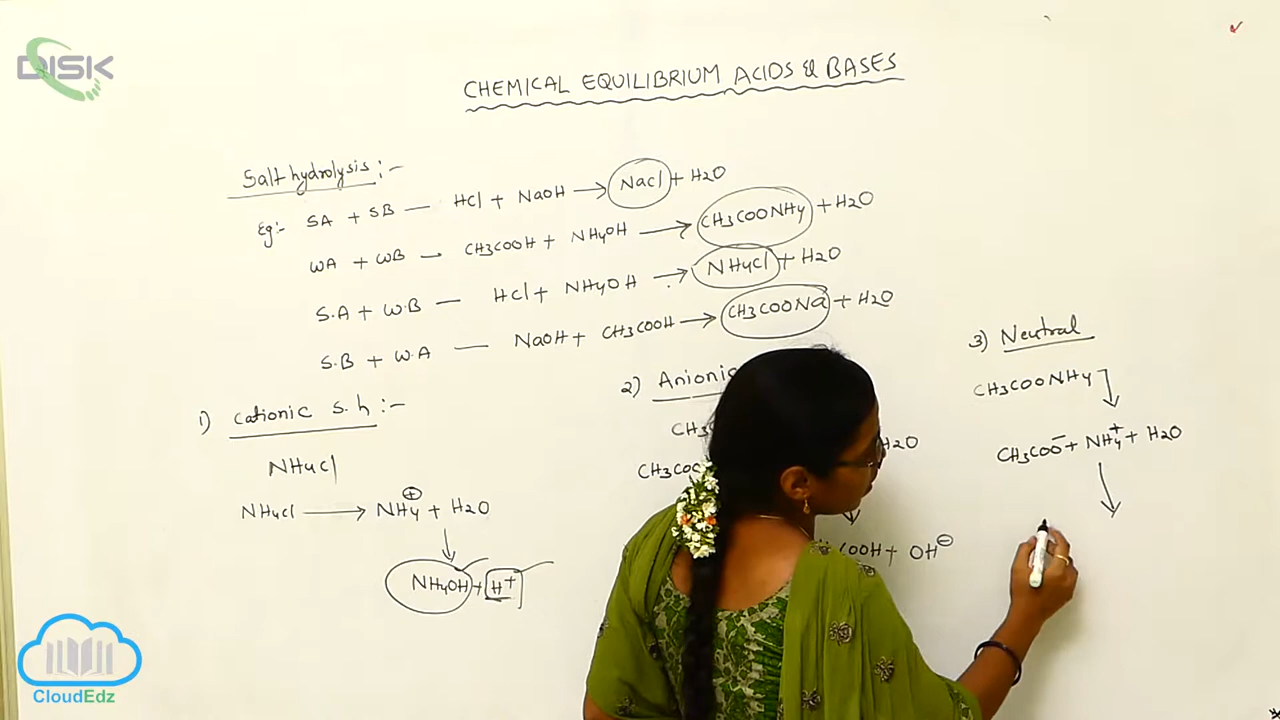 DISK
CHEMICAL EQUILIBRIUM ACIDS & BASES
Salt hydrolysis :-
Eg:- SA + SB — HCl + NaOH → Nacl + H2O
WA + WB — CH3COOH + NH4OH → CH3COONH4 + H2O
S.A + W.B — HCl + NH4OH → NH4Cl + H2O
S.B + W.A — NaOH + CH3COOH → CH3COONa + H2O
1) Cationic S.h :-
NH4Cl
NH4Cl → NH4⊕ + H2O
↓
NH4OH + H+
2) Anionic
CH3
CH3COO H2O
↓
COOH + OH⊖
3) Neutral
CH3COONH4
↓
CH3COO- + NH4+ + H2O
↓
CloudEdz